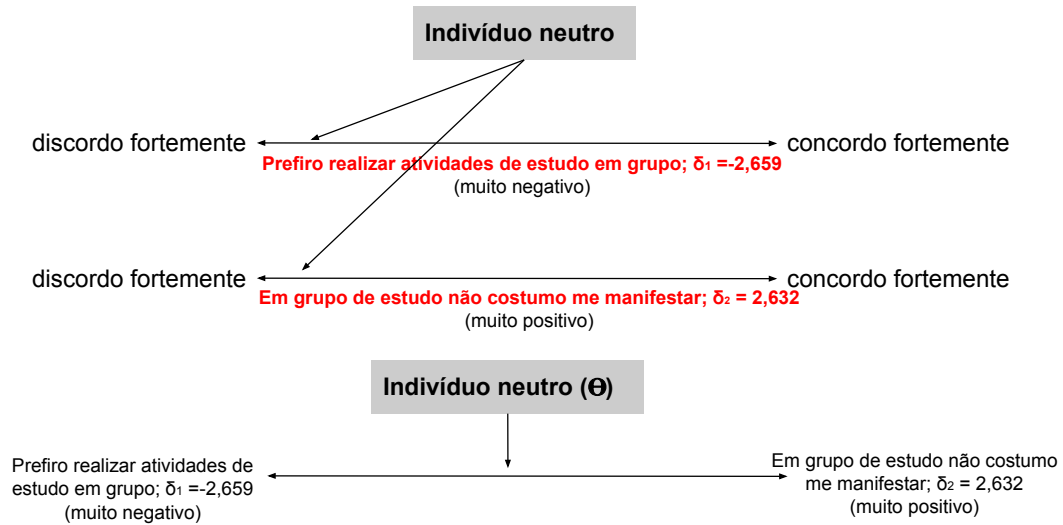 Indivíduo neutro
discordo fortemente
concordo fortemente
Prefiro realizar atividades de estudo em grupo; δ₁ =-2,659
(muito negativo)
discordo fortemente
concordo fortemente
Em grupo de estudo não costumo me manifestar; δ₂ = 2,632
(muito positivo)
Indivíduo neutro (Θ)
Prefiro realizar atividades de
estudo em grupo; δ₁ =-2,659
(muito negativo)
Em grupo de estudo não costumo
me manifestar; δ₂ = 2,632
(muito positivo)